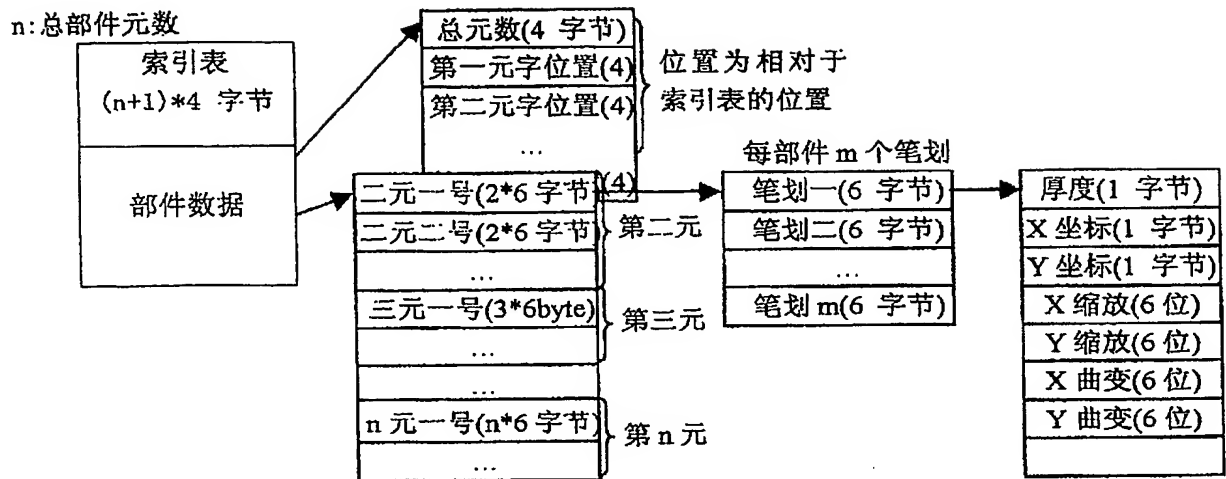 n:总部件元数
索引表
(n+1)*4 字节
部件数据
总元数(4 字节)
第一元字位置(4)
第二元字位置(4)
…
(4)
位置为相对于
索引表的位置
二元一号(2*6 字节)
二元二号(2*6 字节)
…
第二元
三元一号(3*6byte)
…
第三元
…
n 元一号(n*6 字节)
…
第 n 元
每部件 m 个笔划
笔划一(6 字节)
笔划二(6 字节)
…
笔划 m(6 字节)
厚度(1 字节)
X 坐标(1 字节)
Y 坐标(1 字节)
X 缩放(6 位)
Y 缩放(6 位)
X 曲变(6 位)
Y 曲变(6 位)